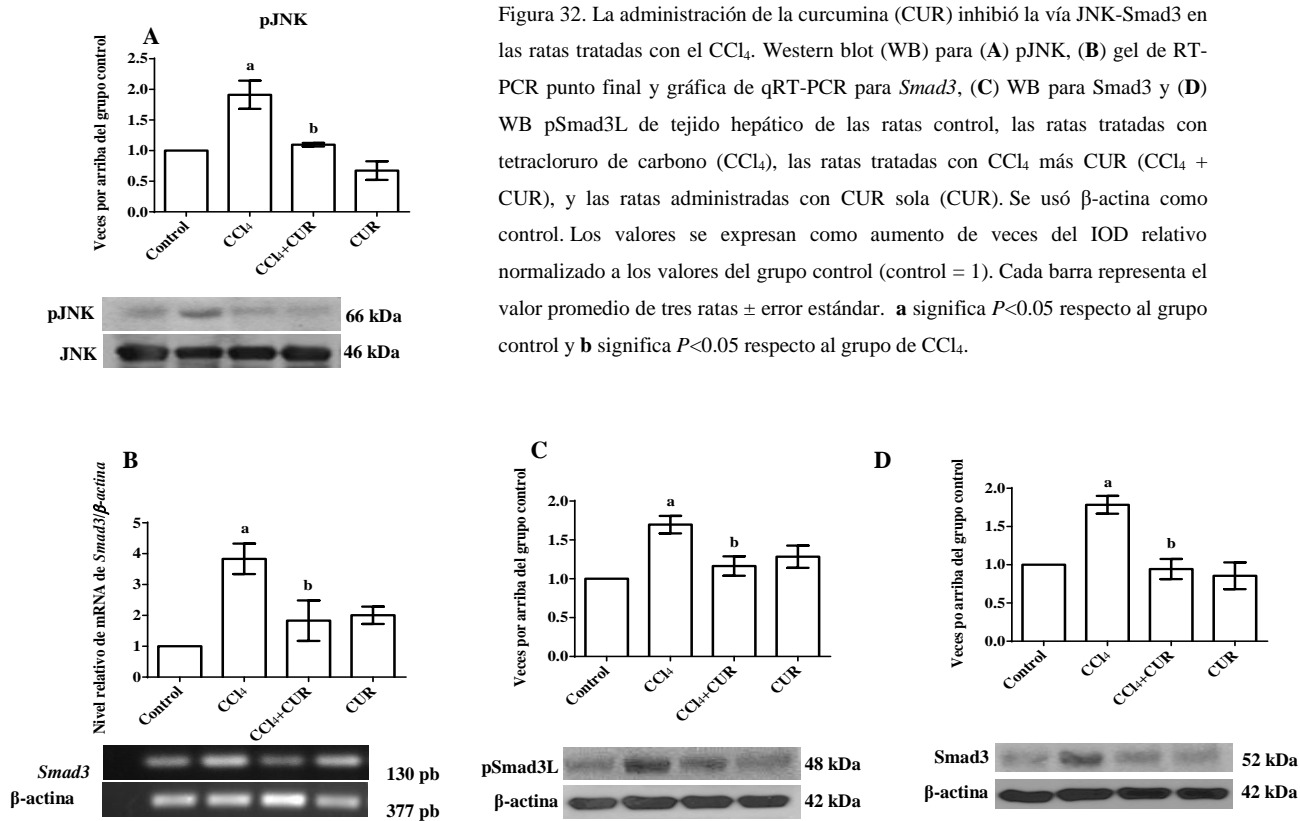 pJNK
A
Veces por arriba del grupo control
2.5
2.0
1.5
1.0
0.5
0.0
a
b
Control
CCl₄
CCl₄+CUR
CUR
pJNK
66 kDa
JNK
46 kDa
Figura 32. La administración de la curcumina (CUR) inhibió la vía JNK-Smad3 en
las ratas tratadas con el CCl₄. Western blot (WB) para (A) pJNK, (B) gel de RT-
PCR punto final y gráfica de qRT-PCR para Smad3, (C) WB para Smad3 y (D)
WB pSmad3L de tejido hepático de las ratas control, las ratas tratadas con
tetracloruro de carbono (CCl₄), las ratas tratadas con CCl₄ más CUR (CCl₄ +
CUR), y las ratas administradas con CUR sola (CUR). Se usó β-actina como
control. Los valores se expresan como aumento de veces del IOD relativo
normalizado a los valores del grupo control (control = 1). Cada barra representa el
valor promedio de tres ratas ± error estándar. a significa P<0.05 respecto al grupo
control y b significa P<0.05 respecto al grupo de CCl₄.
B
Nivel relativo de mRNA de Smad3/β-actina
5
4
3
2
1
0
a
b
Control
CCl₄
CCl₄+CUR
CUR
Smad3
130 pb
β-actina
377 pb
C
Veces por arriba del grupo control
2.0
1.5
1.0
0.5
0.0
a
b
Control
CCl₄
CCl₄+CUR
CUR
pSmad3L
48 kDa
β-actina
42 kDa
D
Veces po arriba del grupo control
2.0
1.5
1.0
0.5
0.0
a
b
Control
CCl₄
CCl₄+CUR
CUR
Smad3
52 kDa
β-actina
42 kDa